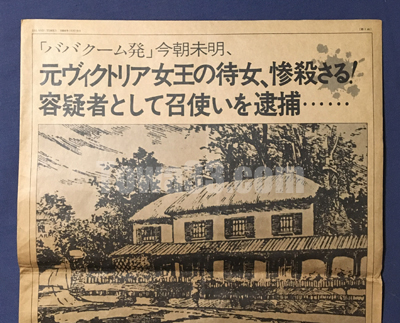 「ババクーム発」今朝未明、
元ヴィクトリア女王の待女、惨殺さる!
容疑者として召使いを逮捕……